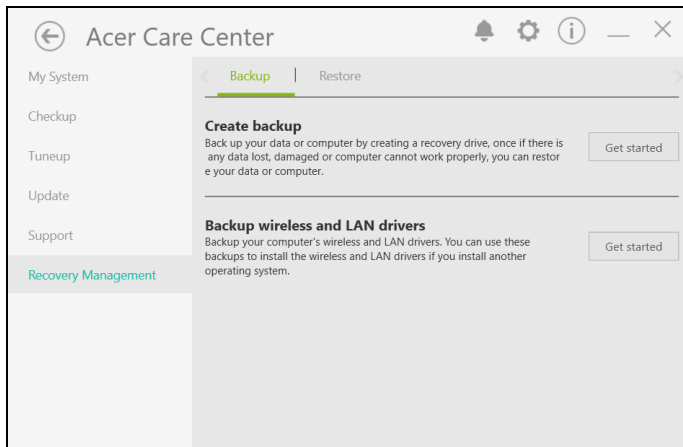 Acer Care Center
My System
Checkup
Tuneup
Update
Support
Recovery Management
Backup | Restore
Create backup
Back up your data or computer by creating a recovery drive, once if there is
any data lost, damaged or computer cannot work properly, you can restor
e your data or computer.
Get started
Backup wireless and LAN drivers
Backup your computer's wireless and LAN drivers. You can use these
backups to install the wireless and LAN drivers if you install another
operating system.
Get started